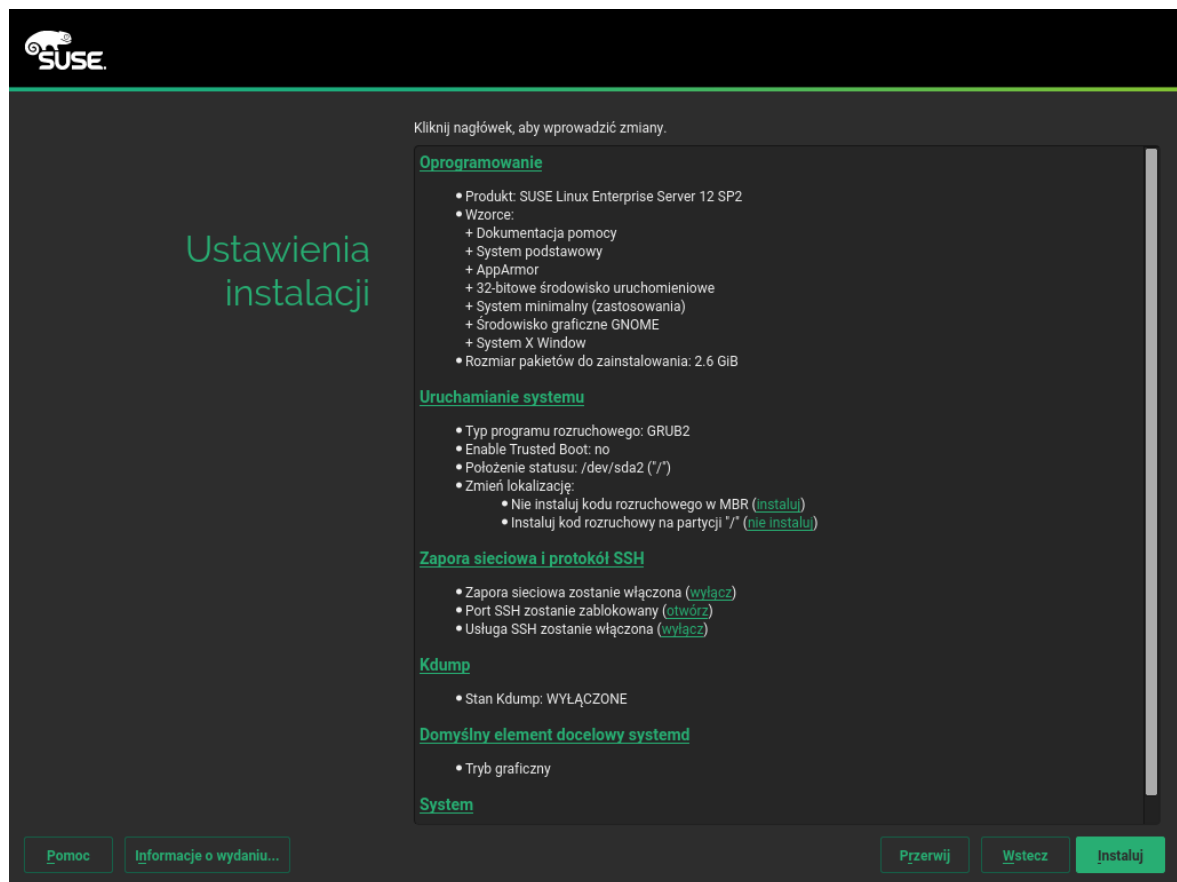 SUSE.
Kliknij nagłówek, aby wprowadzić zmiany.
Ustawienia
instalacji
Oprogramowanie
• Produkt: SUSE Linux Enterprise Server 12 SP2
• Wzorce:
+ Dokumentacja pomocy
+ System podstawowy
+ AppArmor
+ 32-bitowe środowisko uruchomieniowe
+ System minimalny (zastosowania)
+ Środowisko graficzne GNOME
+ System X Window
• Rozmiar pakietów do zainstalowania: 2.6 GiB
Uruchamianie systemu
• Typ programu rozruchowego: GRUB2
• Enable Trusted Boot: no
• Położenie statusu: /dev/sda2 ("/")
• Zmień lokalizację:
• Nie instaluj kodu rozruchowego w MBR (instaluj)
• Instaluj kod rozruchowy na partycji "/" (nie instaluj)
Zapora sieciowa i protokół SSH
• Zapora sieciowa zostanie włączona (wyłącz)
• Port SSH zostanie zablokowany (otwórz)
• Usługa SSH zostanie włączona (wyłącz)
Kdump
• Stan Kdump: WYŁĄCZONE
Domyślny element docelowy systemd
• Tryb graficzny
System
Pomoc
Informacje o wydaniu...
Przerwij
Wstecz
Instaluj